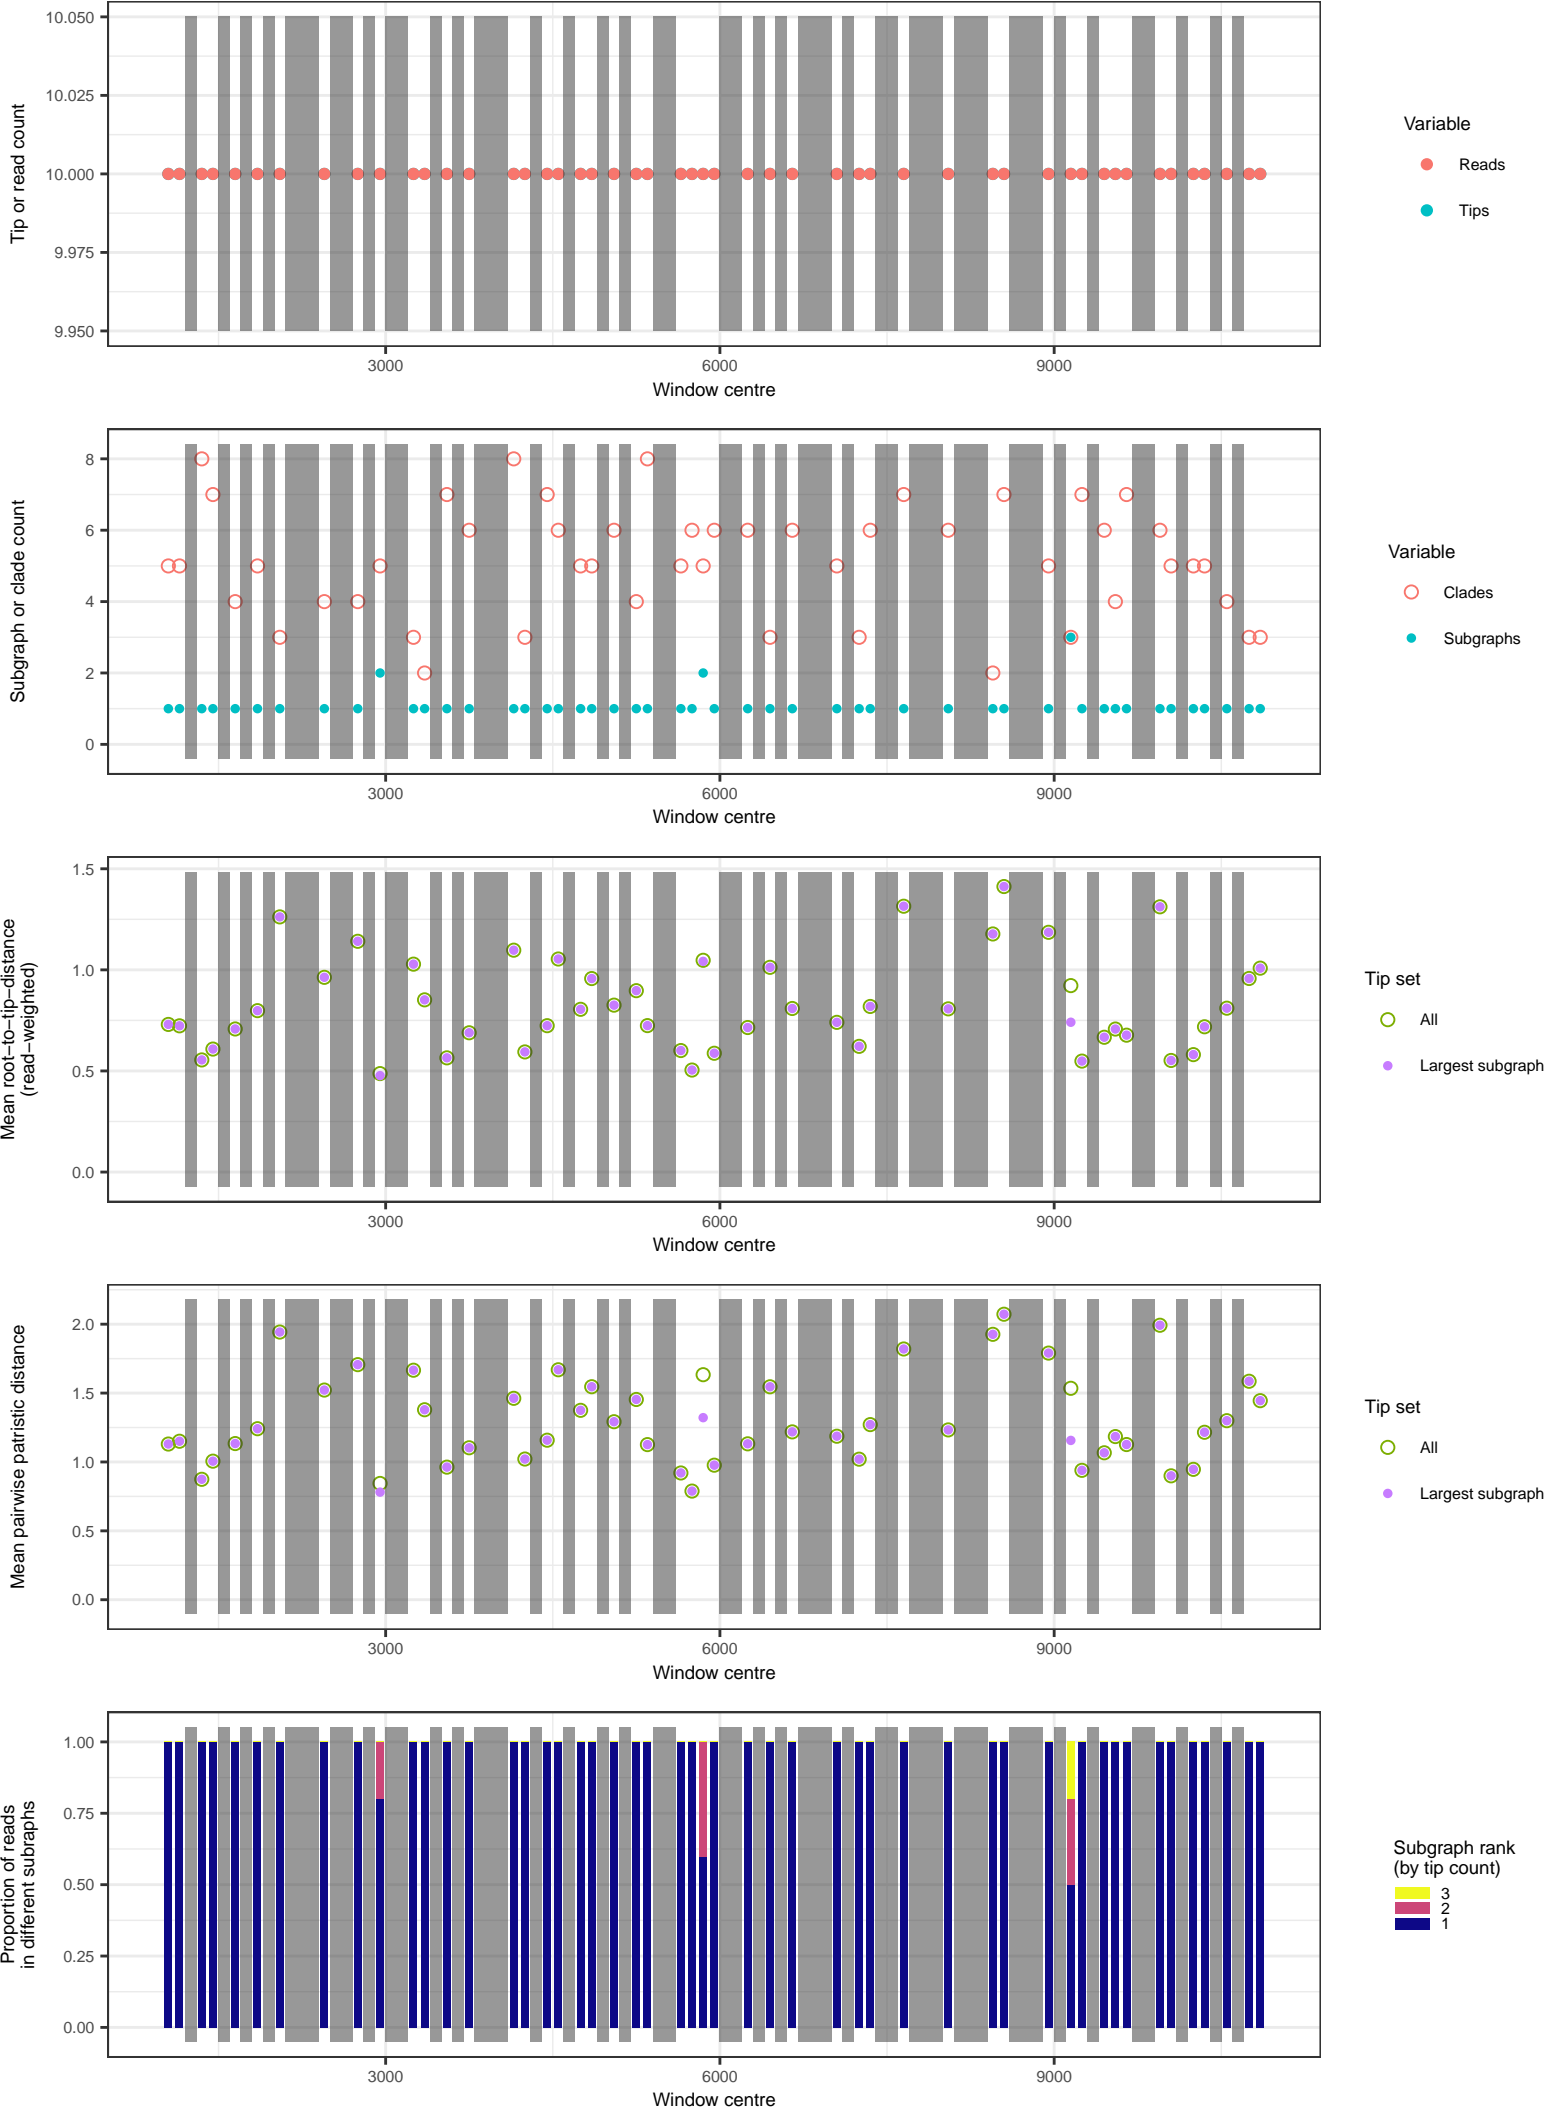 10.050
10.025
10.000
9.975
9.950
Tip or read count
3000
6000
9000
Window centre
Variable
Reads
Tips
8
6
4
2
0
Subgraph or clade count
3000
6000
9000
Window centre
Variable
Clades
Subgraphs
1.5
1.0
0.5
0.0
Mean root−to−tip−distance
(read−weighted)
3000
6000
9000
Window centre
Tip set
All
Largest subgraph
2.0
1.5
1.0
0.5
0.0
Mean pairwise patristic distance
3000
6000
9000
Window centre
Tip set
All
Largest subgraph
1.00
0.75
0.50
0.25
0.00
Proportion of reads
in different subraphs
3000
6000
9000
Window centre
Subgraph rank
(by tip count)
3
2
1